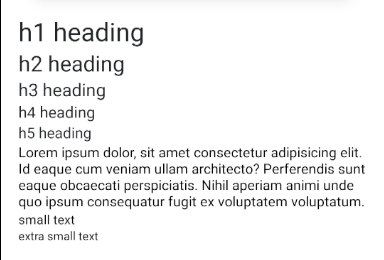 h1 heading
h2 heading
h3 heading
h4 heading
h5 heading
Lorem ipsum dolor, sit amet consectetur adipisicing elit.
Id eaque cum veniam ullam architecto? Perferendis sunt
eaque obcaecati perspiciatis. Nihil aperiam animi unde
quo ipsum consequatur fugit ex voluptatem voluptatum.
small text
extra small text